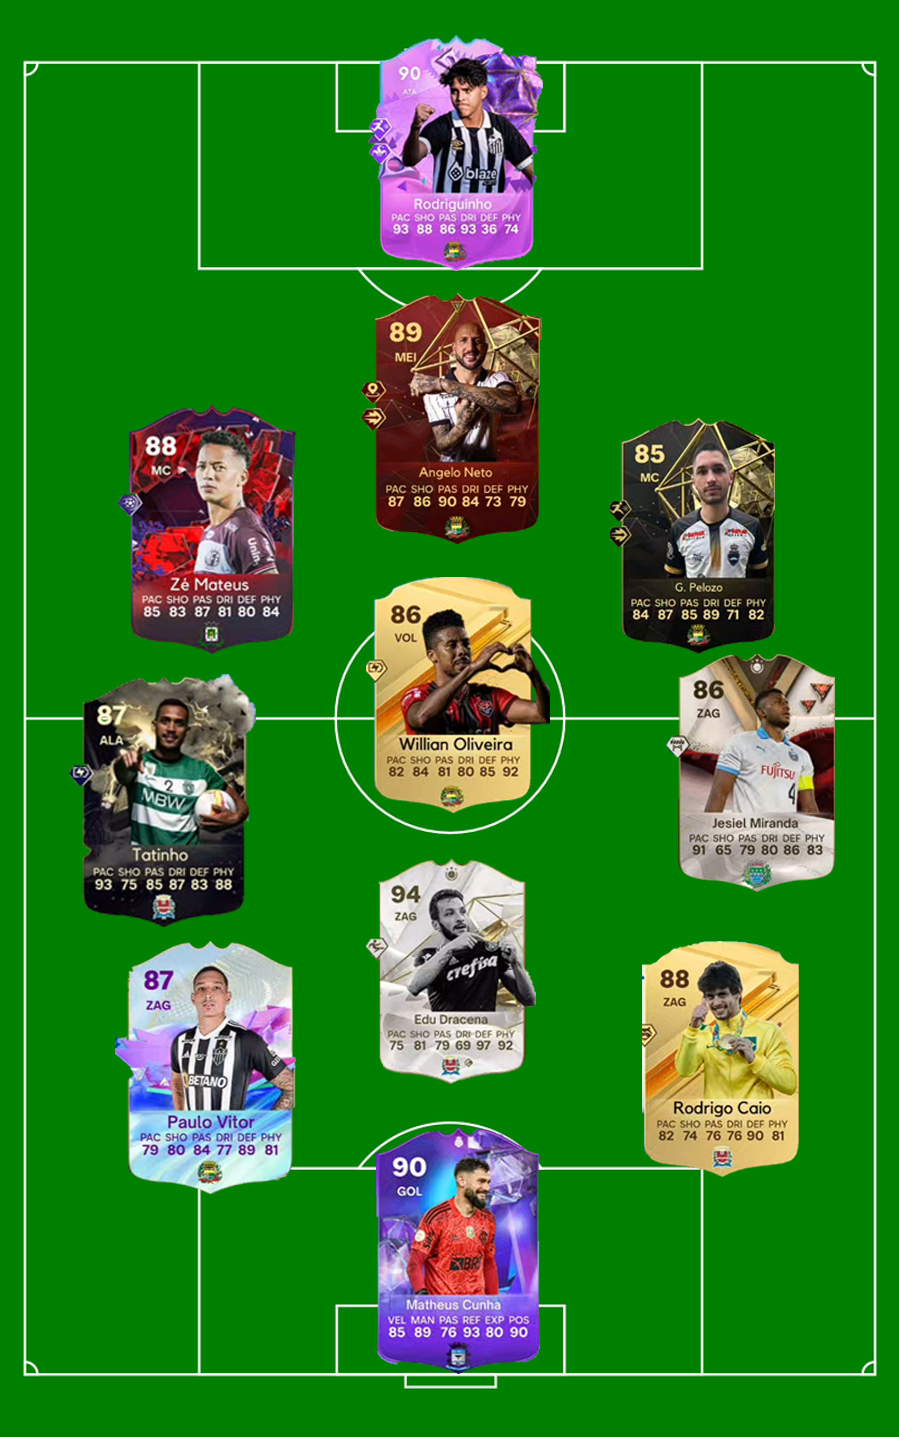 90
ATA
blaze
Rodriguinho
PAC SHO PAS DRI DEF PHY
93 88 86 93 36 74
89
MEI
Angelo Neto
PAC SHO PAS DRI DEF PHY
87 86 90 84 73 79
88
MC
Unin
Zé Mateus
PAC SHO PAS DRI DEF PHY
85 83 87 81 80 84
85
MC
G. Pelozo
PAC SHO PAS DRI DEF PHY
84 87 85 89 71 82
86
VOL
Willian Oliveira
PAC SHO PAS DRI DEF PHY
82 84 81 80 85 92
87
ALA
2
MBW
Tatinho
PAC SHO PAS DRI DEF PHY
93 75 85 87 83 88
86
ZAG
FUJITSU
4
Jesiel Miranda
PAC SHO PAS DRI DEF PHY
91 65 79 80 86 83
94
ZAG
crefisa
Edu Dracena
PAC SHO PAS DRI DEF PHY
75 81 79 69 97 92
87
ZAG
BETANO
Paulo Vitor
PAC SHO PAS DRI DEF PHY
79 80 84 77 89 81
88
ZAG
Rodrigo Caio
PAC SHO PAS DRI DEF PHY
82 74 76 76 90 81
90
GOL
BRB
Matheus Cunha
VEL MAN PAS REF EXP POS
85 89 76 93 80 90